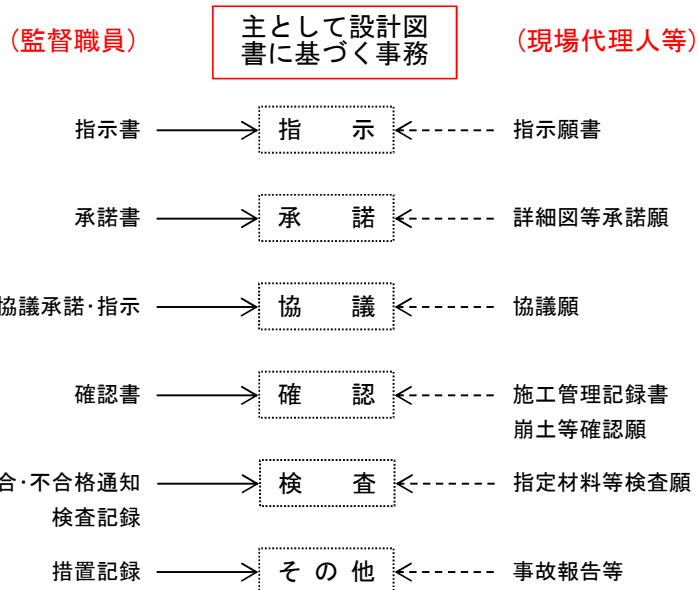 (監督職員)
主として設計図
書に基づく事務
(現場代理人等)
指示書
指 示
指示願書
承諾書
承 諾
詳細図等承諾願
協議承諾・指示
協 議
協議願
確認書
確 認
施工管理記録書
崩土等確認願
合・不合格通知
検査記録
検 査
指定材料等検査願
措置記録
そ の 他
事故報告等